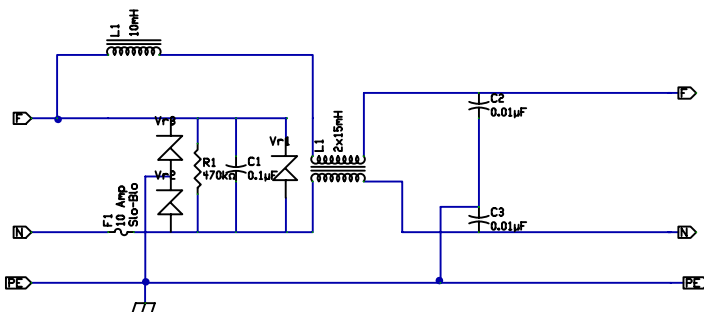 L1
10mH
F
F
C2
0.01µF
Vr3
Vr1
L1
2x15mH
Vr2
R1
470kΩ
C1
0.1µF
F1
10 Amp
Slo-Blo
C3
0.01µF
N
N
PE
PE